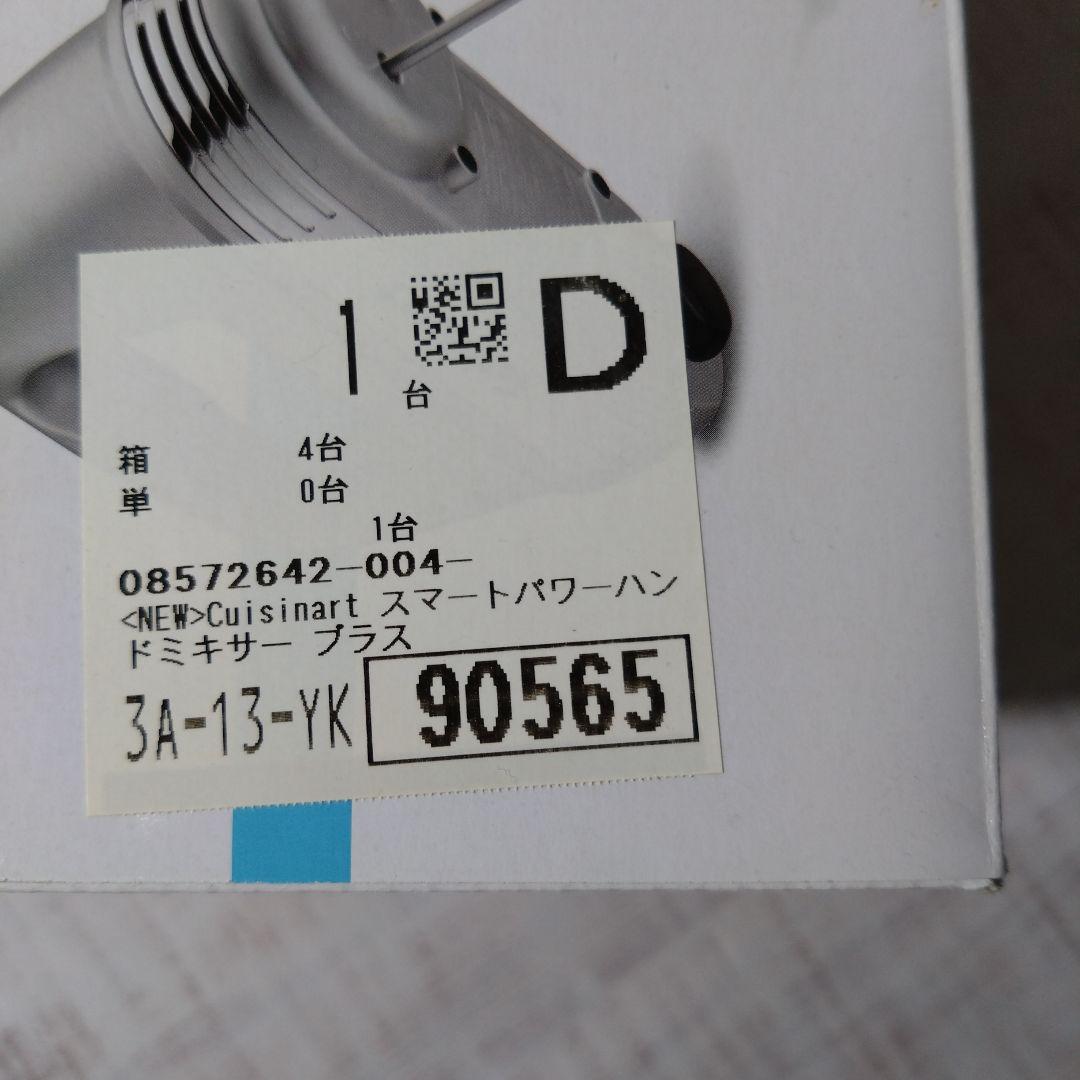 1 台 D
箱 4台
単 0台
1台
08572642-004-
<NEW>Cuisinart スマートパワーハン
ドミキサー プラス
3A-13-YK 90565